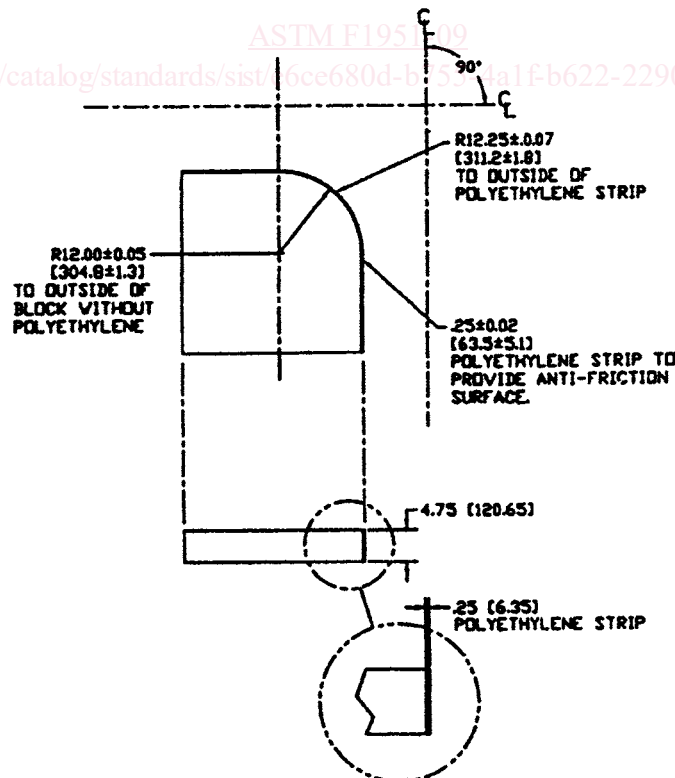 ASTM F1951-09
/catalog/standards/sist/e6ce680d-b753-4a1f-b622-2290
90°
R12.25±.0.07
[311.2±1.8]
TO OUTSIDE OF
POLYETHYLENE STRIP
R12.00±0.05
[304.8±1.3]
TO OUTSIDE OF
BLOCK WITHOUT
POLYETHYLENE
.25±0.02
[63.5±5.1]
POLYETHYLENE STRIP TO
PROVIDE ANTI-FRICTION
SURFACE.
4.75 [120.65]
.25 [6.35]
POLYETHYLENE STRIP